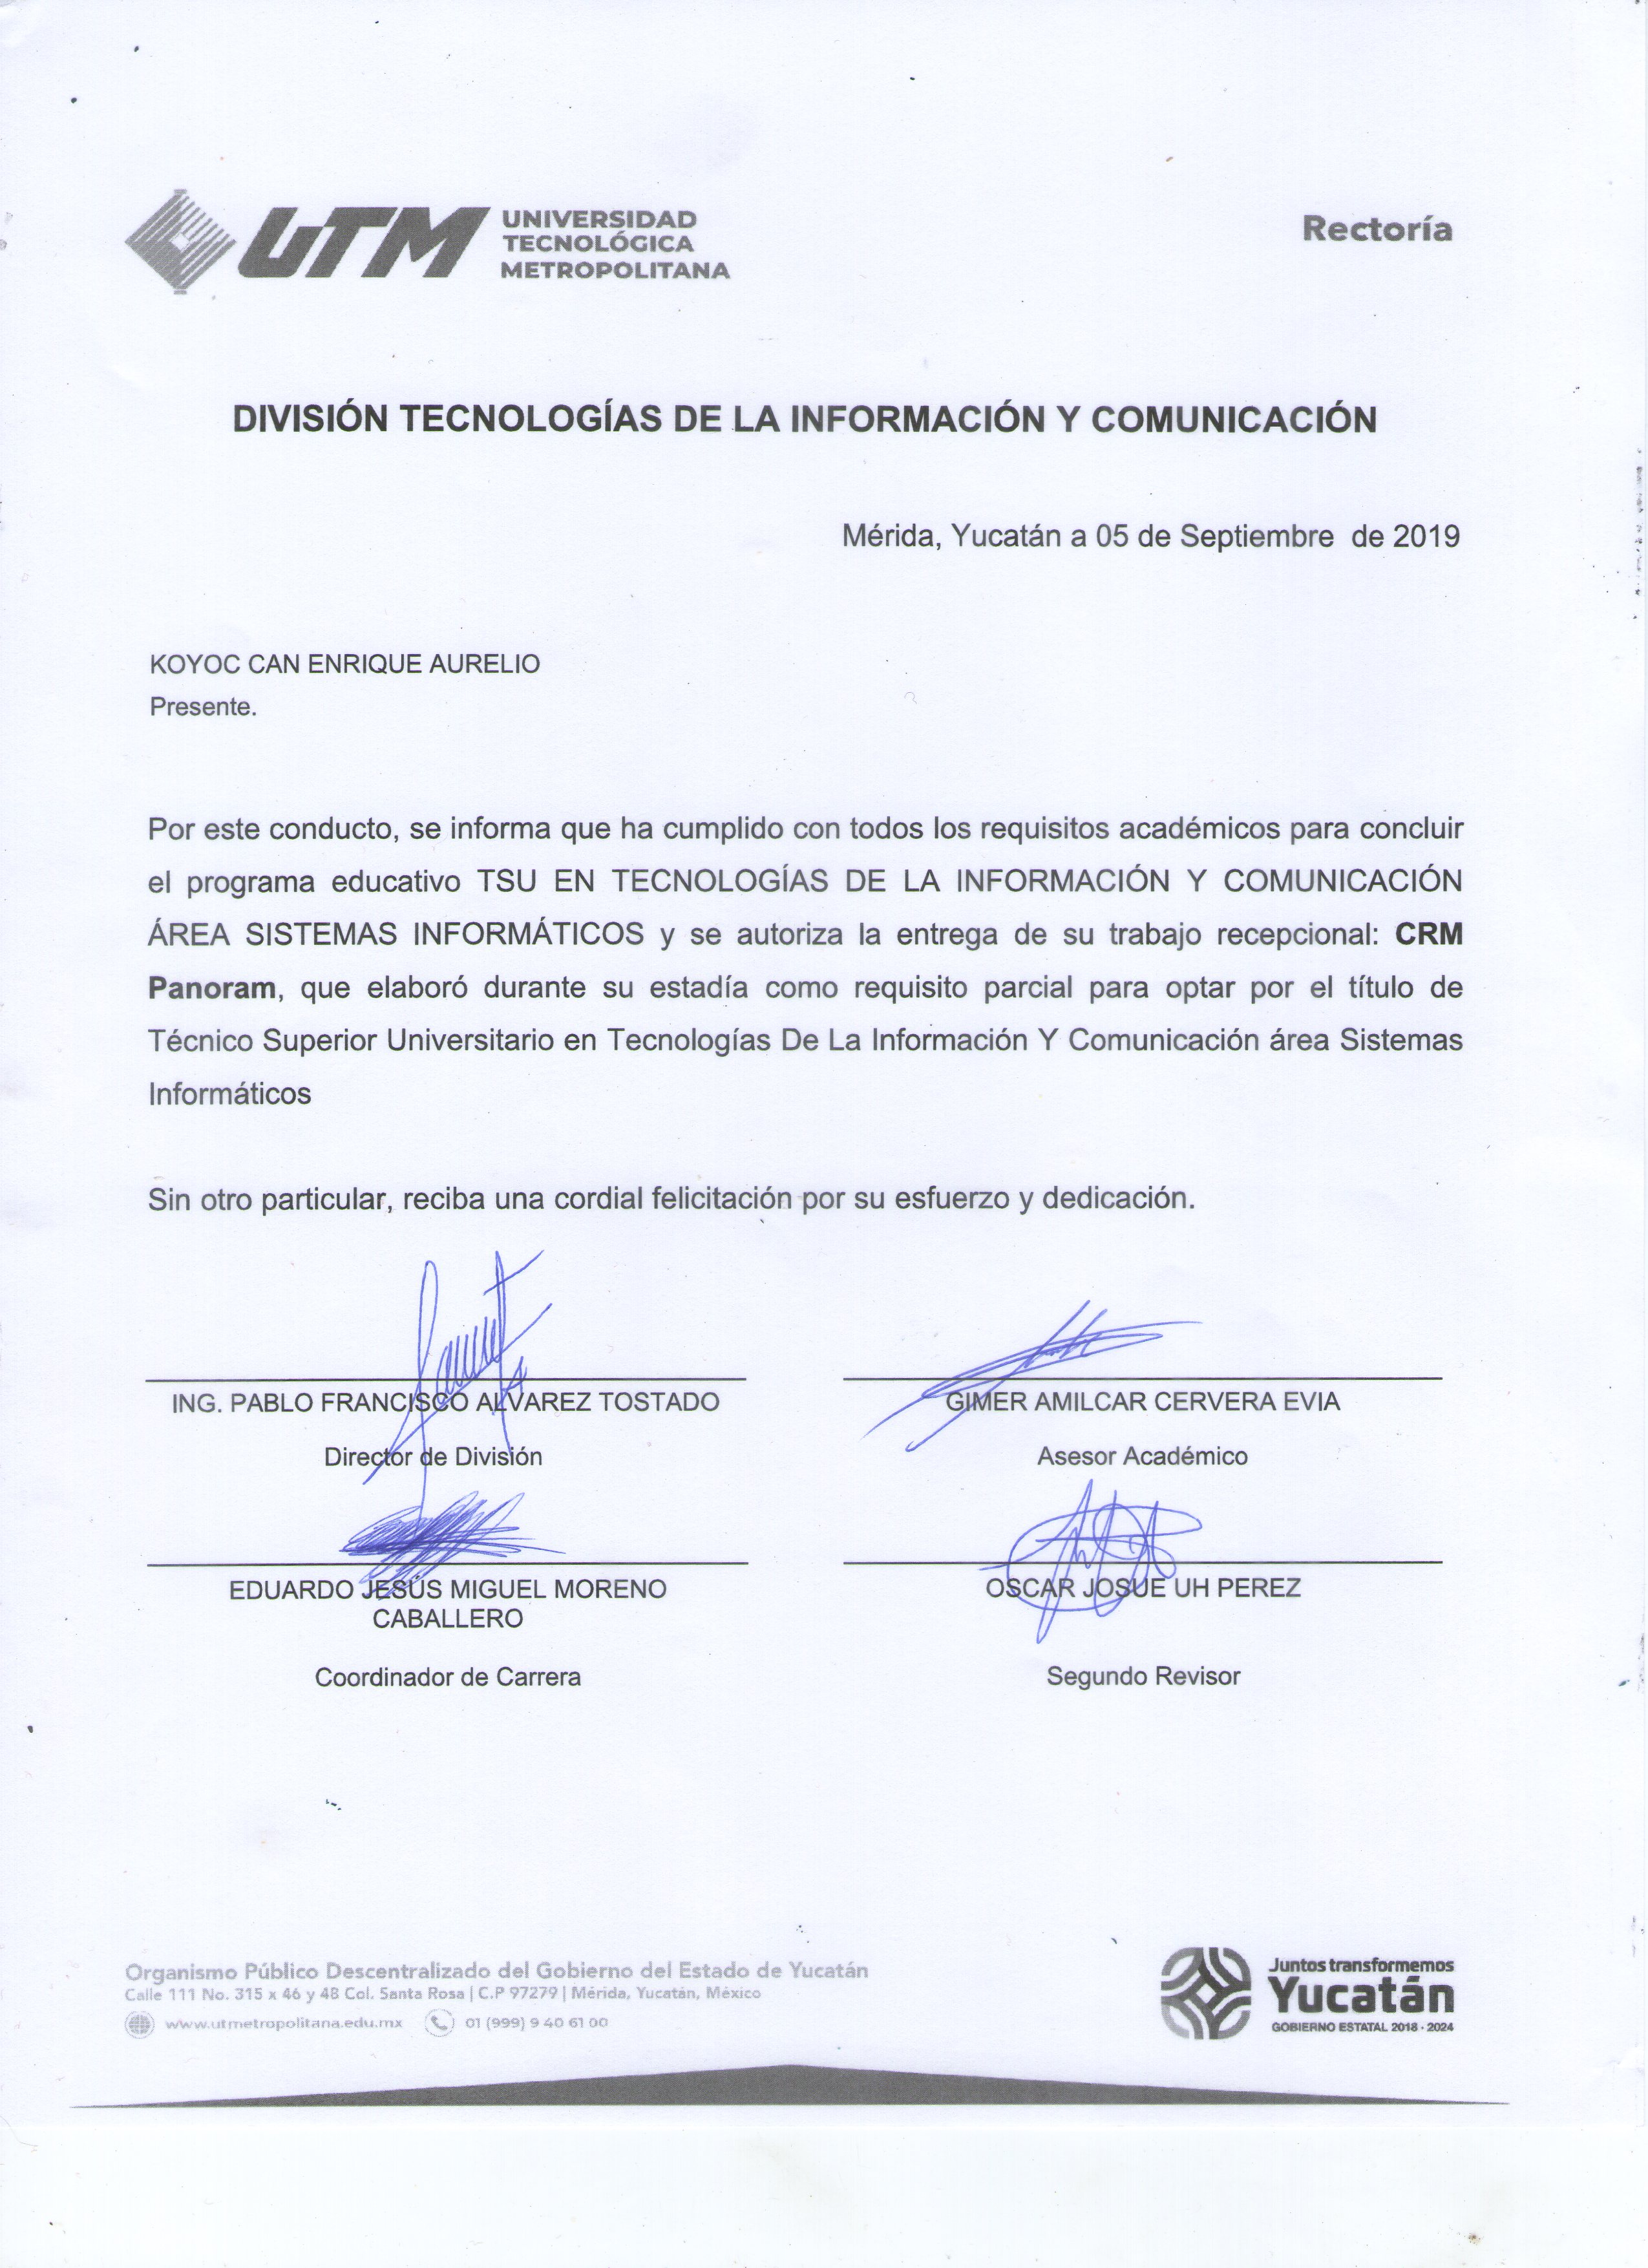 UTM UNIVERSIDAD
TECNOLÓGICA
METROPOLITANA
Rectoría
DIVISIÓN TECNOLOGÍAS DE LA INFORMACIÓN Y COMUNICACIÓN
Mérida, Yucatán a 05 de Septiembre de 2019
KOYOC CAN ENRIQUE AURELIO
Presente.
Por este conducto, se informa que ha cumplido con todos los requisitos académicos para concluir
el programa educativo TSU EN TECNOLOGÍAS DE LA INFORMACIÓN Y COMUNICACIÓN
ÁREA SISTEMAS INFORMÁTICOS y se autoriza la entrega de su trabajo recepcional: CRM
Panoram, que elaboró durante su estadía como requisito parcial para optar por el título de
Técnico Superior Universitario en Tecnologías De La Información Y Comunicación área Sistemas
Informáticos
Sin otro particular, reciba una cordial felicitación por su esfuerzo y dedicación.
ING. PABLO FRANCISCO ALVAREZ TOSTADO
Director de División
GIMER AMILCAR CERVERA EVIA
Asesor Académico
EDUARDO JESÚS MIGUEL MORENO
CABALLERO
Coordinador de Carrera
OSCAR JOSUE UH PEREZ
Segundo Revisor
Organismo Público Descentralizado del Gobierno del Estado de Yucatán
Calle 111 No. 315 x 46 y 48 Col. Santa Rosa | C.P 97279 | Mérida, Yucatán, México
www.utmetropolitana.edu.mx 01 (999) 9 40 61 00
Juntos transformemos
Yucatán
GOBIERNO ESTATAL 2018 - 2024